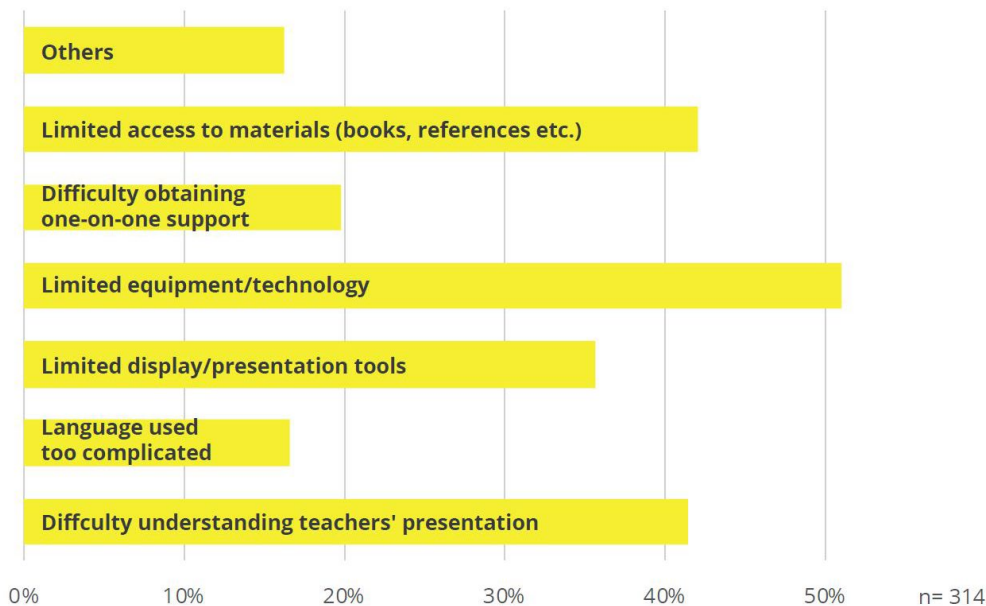 Others
Limited access to materials (books, references etc.)
Difficulty obtaining
one-on-one support
Limited equipment/technology
Limited display/presentation tools
Language used
too complicated
Diffculty understanding teachers' presentation
0% 10% 20% 30% 40% 50% n= 314